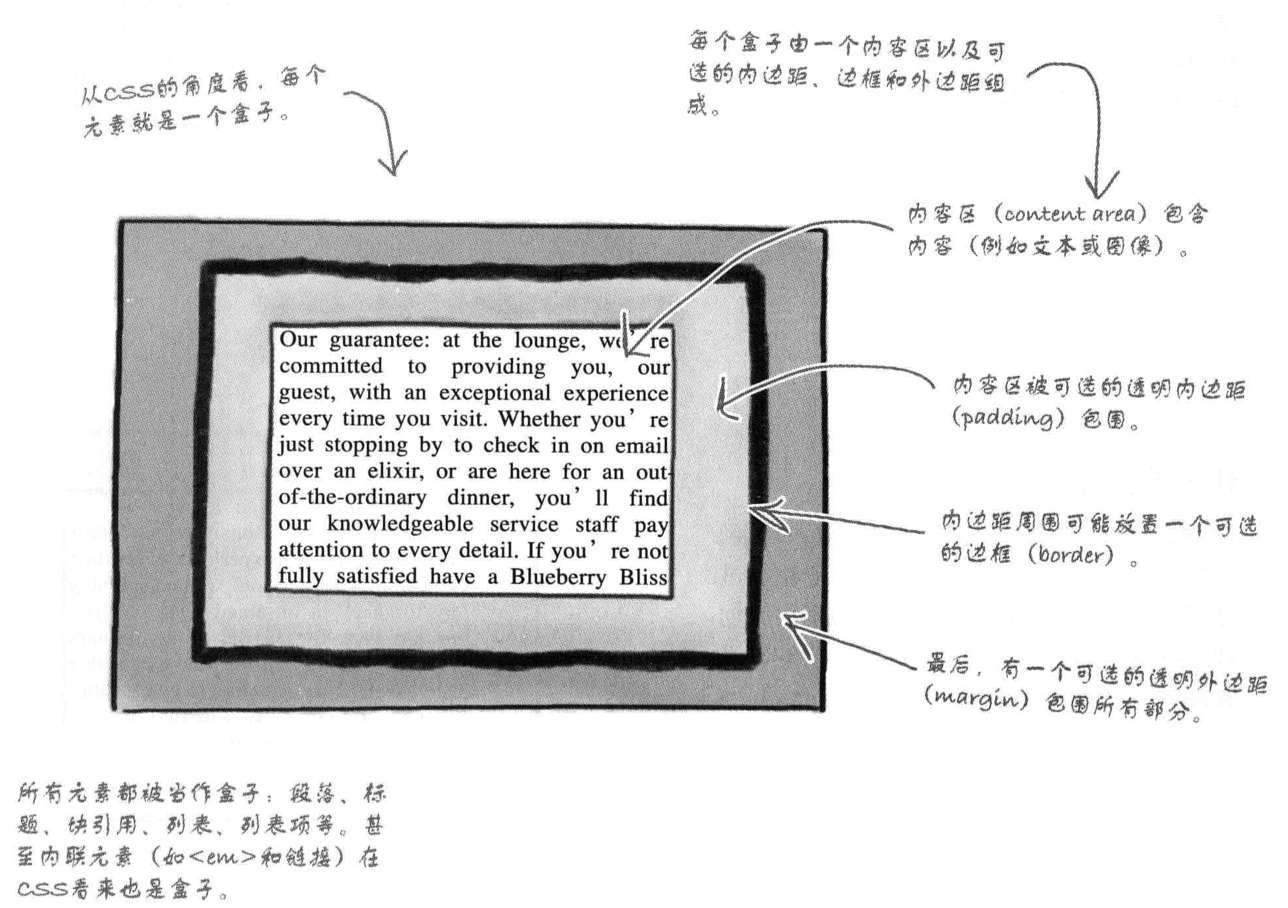 从CSS的角度看，每个
元素就是一个盒子。
每个盒子由一个内容区以及可
选的内边距、边框和外边距组
成。
内容区（content area）包含
内容（例如文本或图像）。
Our guarantee: at the lounge, we’re
committed to providing you, our
guest, with an exceptional experience
every time you visit. Whether you’re
just stopping by to check in on email
over an elixir, or are here for an out-
of-the-ordinary dinner, you’ll find
our knowledgeable service staff pay
attention to every detail. If you’re not
fully satisfied have a Blueberry Bliss
内容区被可选的透明内边距
(padding）包围。
内边距周围可能放置一个可选
的边框（border）。
最后，有一个可选的透明外边距
(margin）包围所有部分。
所有元素都被当作盒子：段落、标
题、块引用、列表、列表项等。甚
至内联元素（如<em>和链接）在
CSS看来也是盒子。